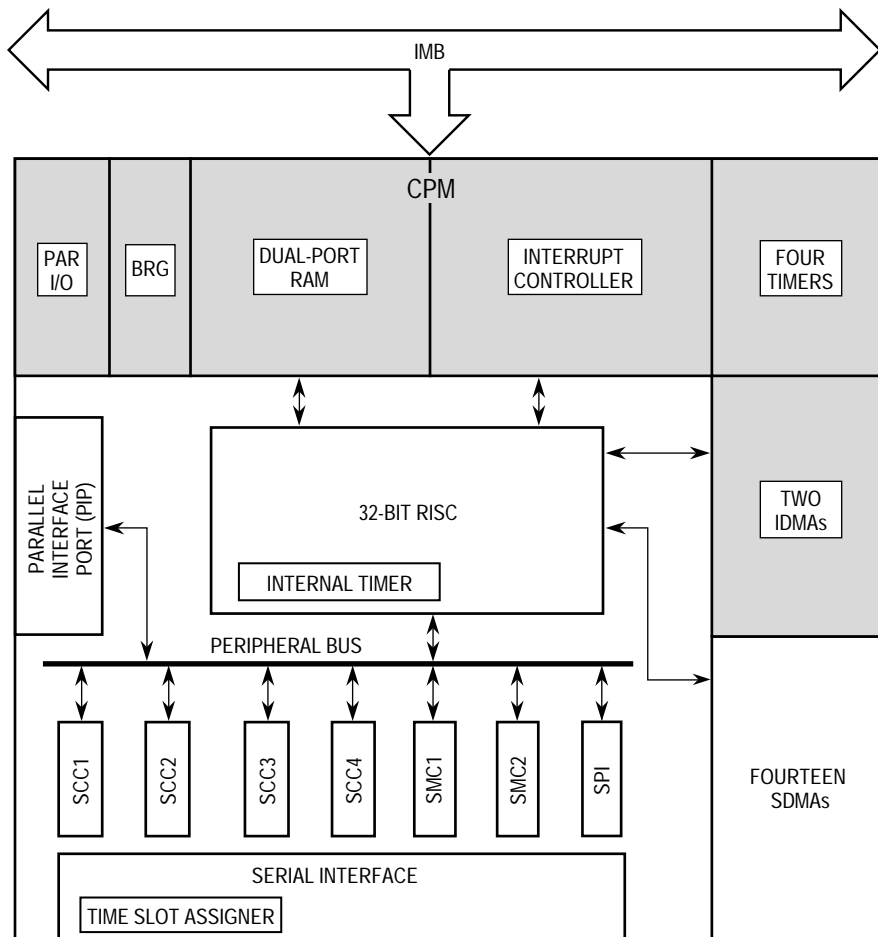 IMB
CPM
PAR
I/O
BRG
DUAL-PORT
RAM
INTERRUPT
CONTROLLER
FOUR
TIMERS
PARALLEL
INTERFACE
PORT (PIP)
32-BIT RISC
INTERNAL TIMER
TWO
IDMAs
PERIPHERAL BUS
SCC1
SCC2
SCC3
SCC4
SMC1
SMC2
SPI
FOURTEEN
SDMAs
SERIAL INTERFACE
TIME SLOT ASSIGNER